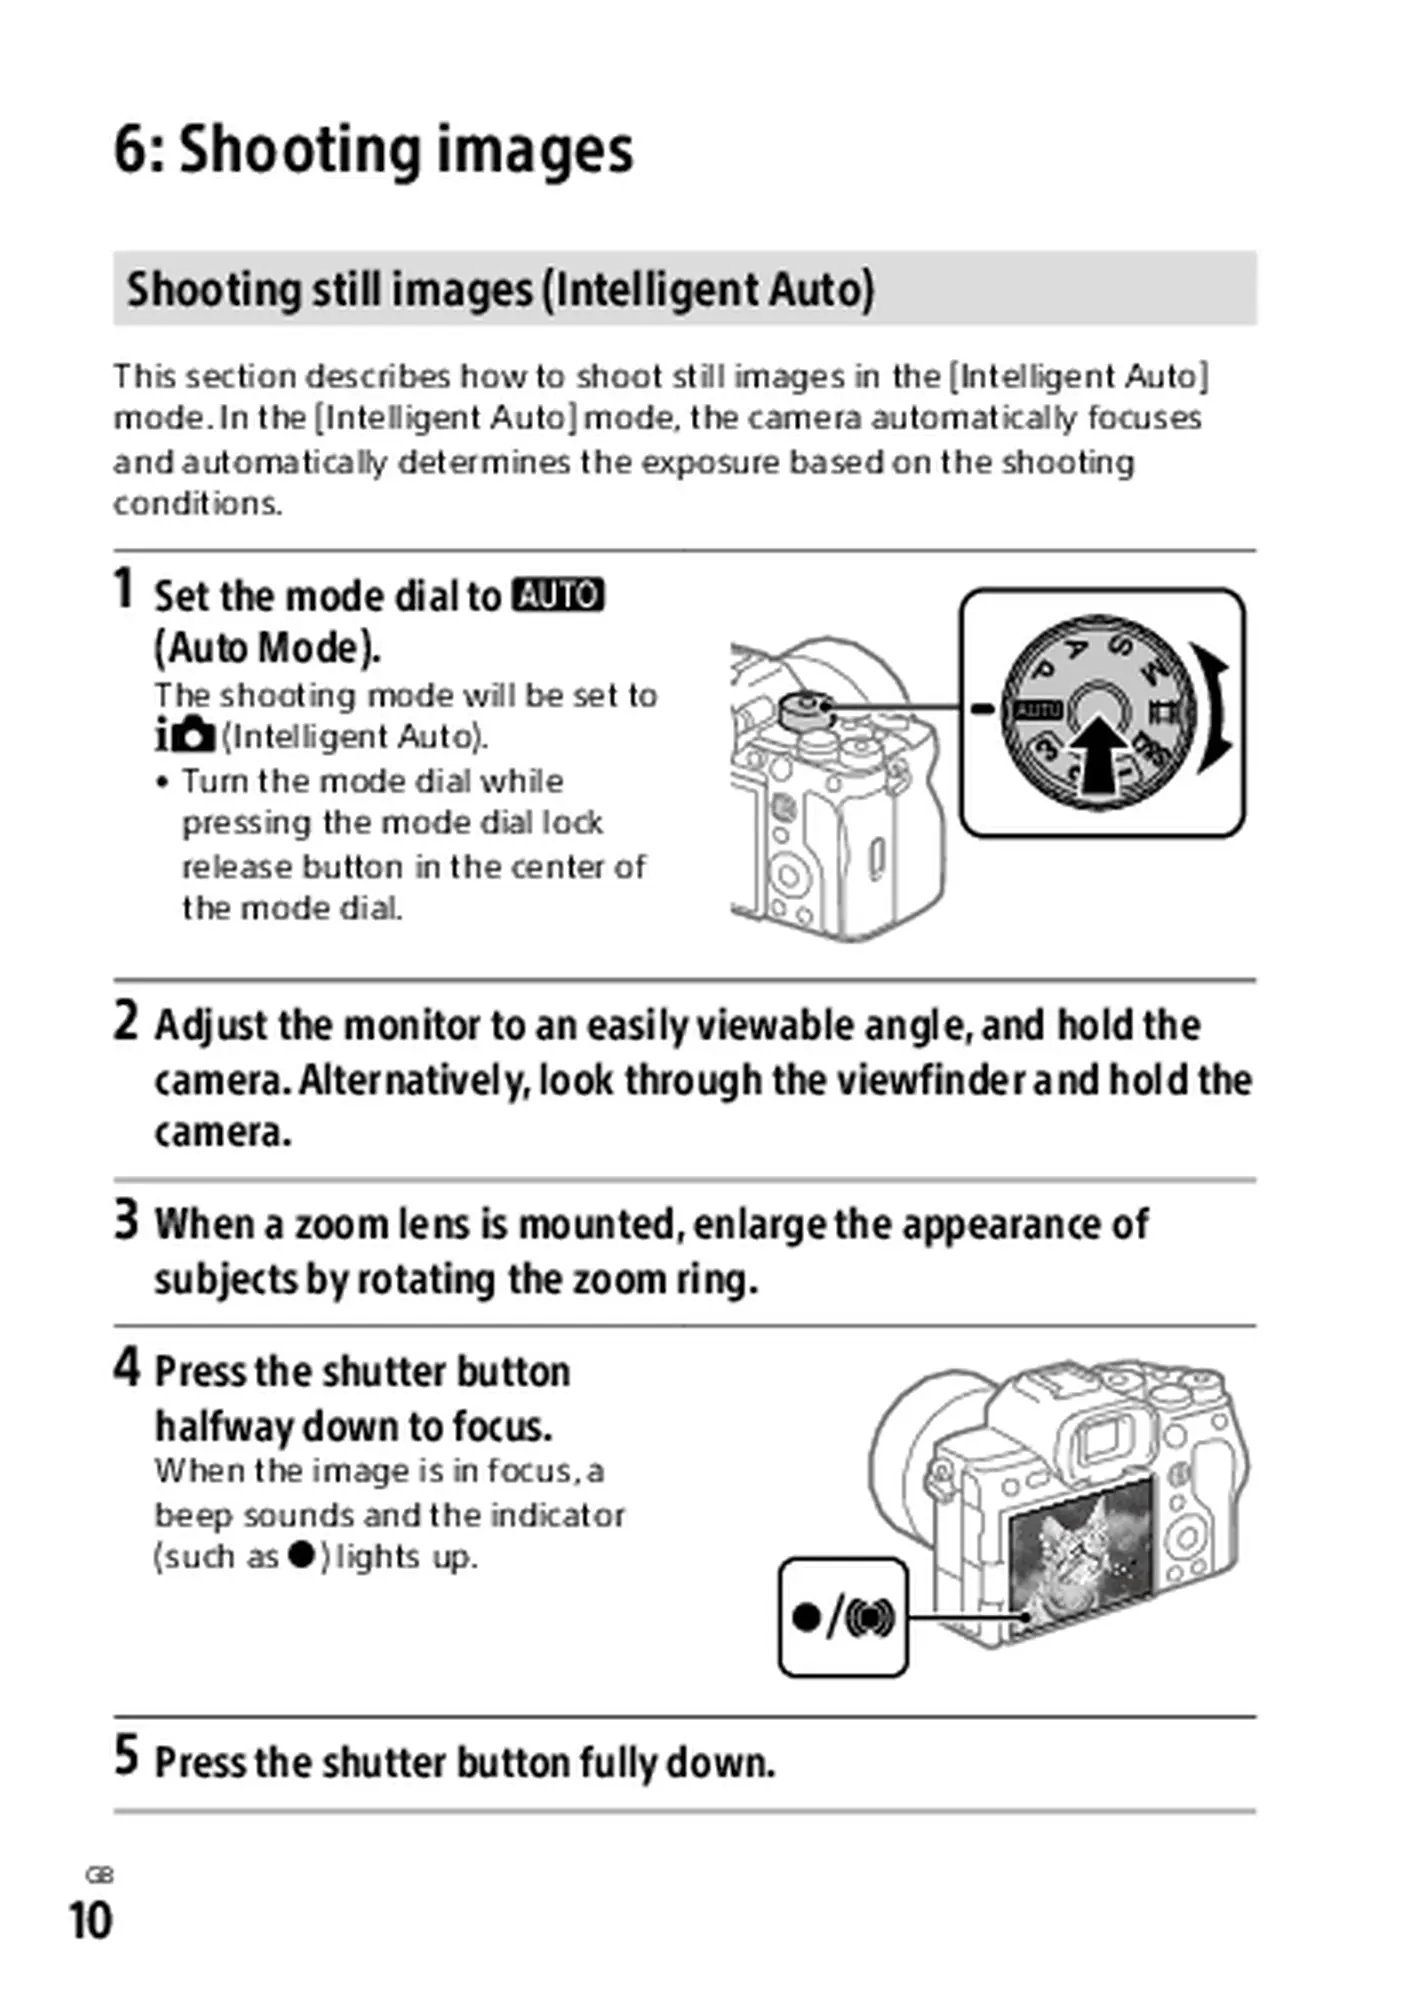 6: Shooting images
Shooting still images (Intelligent Auto)
This section describes how to shoot still images in the [Intelligent Auto]
mode. In the [Intelligent Auto] mode, the camera automatically focuses
and automatically determines the exposure based on the shooting
conditions.
1 Set the mode dial to AUTO
(Auto Mode).
The shooting mode will be set to
i (Intelligent Auto).
• Turn the mode dial while
pressing the mode dial lock
release button in the center of
the mode dial.
AUTO P A S M
S&Q 1 2 3
2 Adjust the monitor to an easily viewable angle, and hold the
camera. Alternatively, look through the viewfinder and hold the
camera.
3 When a zoom lens is mounted, enlarge the appearance of
subjects by rotating the zoom ring.
4 Press the shutter button
halfway down to focus.
When the image is in focus, a
beep sounds and the indicator
(such as ●) lights up.
●/
5 Press the shutter button fully down.
GB
10